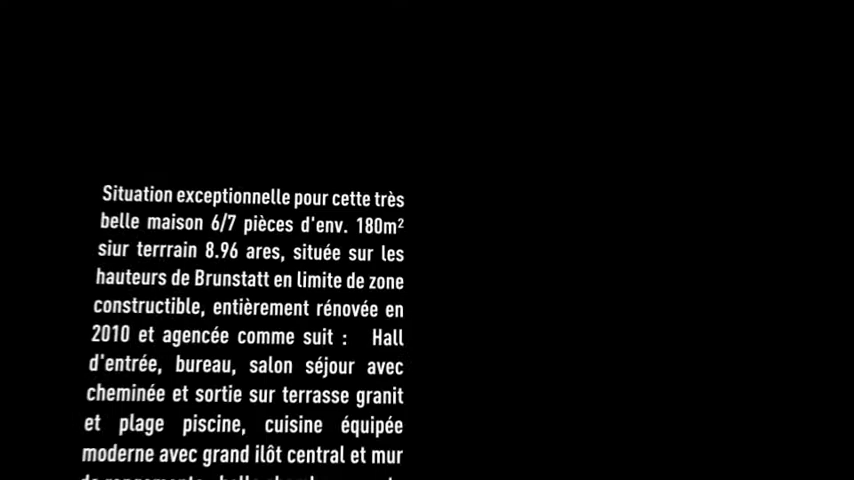 Situation exceptionnelle pour cette très
belle maison 6/7 pièces d'env. 180m²
siur terrrain 8.96 ares, située sur les
hauteurs de Brunstatt en limite de zone
constructible, entièrement rénovée en
2010 et agencée comme suit : Hall
d'entrée, bureau, salon séjour avec
cheminée et sortie sur terrasse granit
et plage piscine, cuisine équipée
moderne avec grand ilôt central et mur